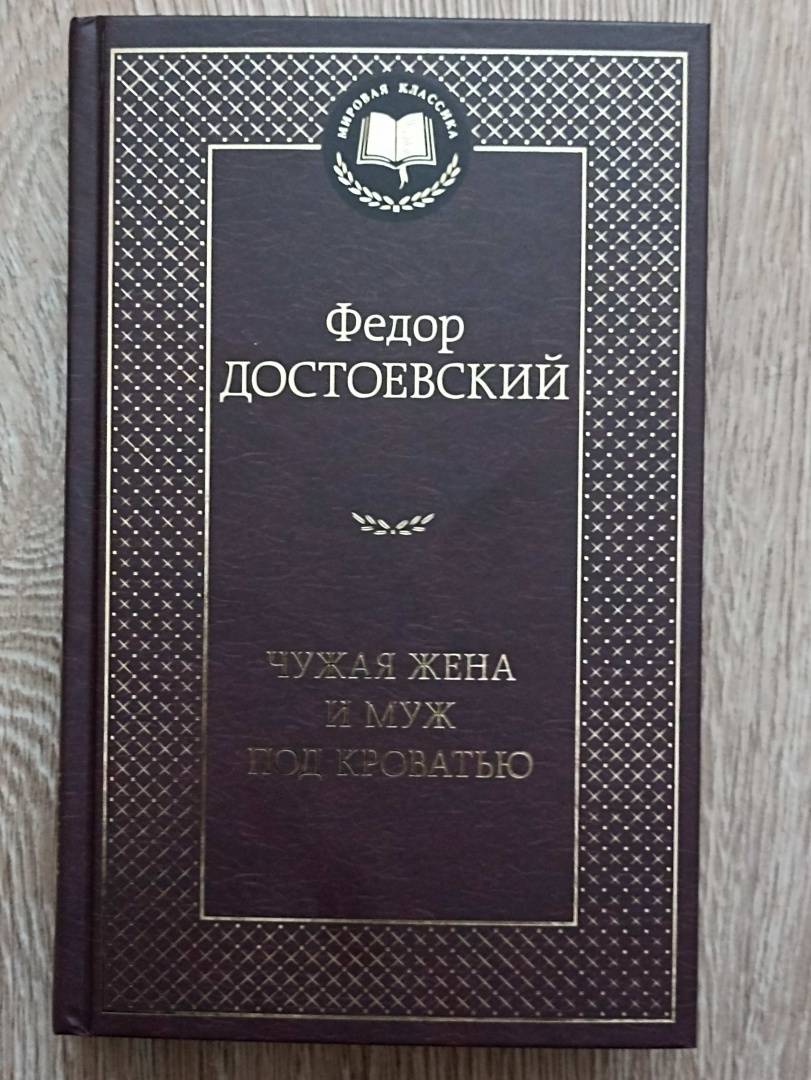 МИРОВАЯ КЛАССИКА
Федор
ДОСТОЕВСКИЙ
ЧУЖАЯ ЖЕНА
И МУЖ
ПОД КРОВАТЬЮ